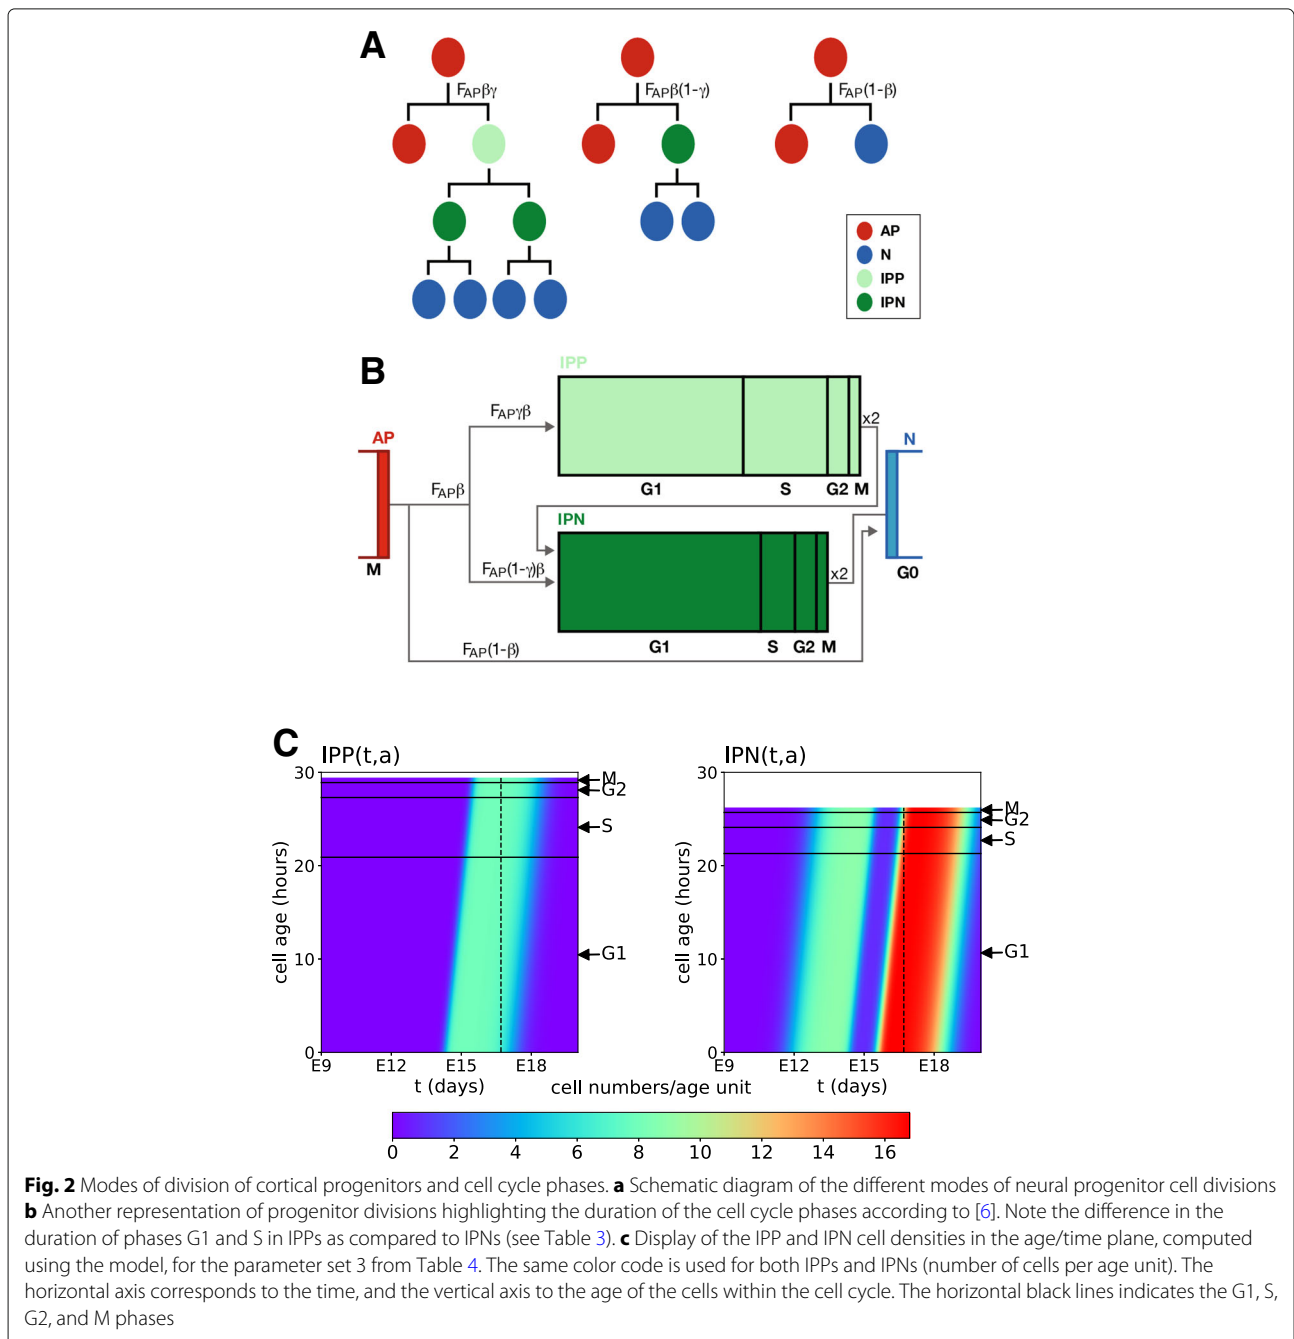 A
FAPβγ
FAPβ(1-γ)
FAP(1-β)
AP
N
IPP
IPN
B
IPP
FAPγβ
x2
AP
N
FAPβ
G1 S G2 M
IPN
FAP(1-γ)β
x2
M
G0
G1 S G2 M
FAP(1-β)
C
IPP(t,a)
30
20
10
0
cell age (hours)
M
G2
S
G1
E9 E12 E15 E18
t (days)
IPN(t,a)
30
20
10
0
cell age (hours)
M
G2
S
G1
E9 E12 E15 E18
t (days)
cell numbers/age unit
0 2 4 6 8 10 12 14 16
Fig. 2 Modes of division of cortical progenitors and cell cycle phases. a Schematic diagram of the different modes of neural progenitor cell divisions
b Another representation of progenitor divisions highlighting the duration of the cell cycle phases according to [6]. Note the difference in the
duration of phases G1 and S in IPPs as compared to IPNs (see Table 3). c Display of the IPP and IPN cell densities in the age/time plane, computed
using the model, for the parameter set 3 from Table 4. The same color code is used for both IPPs and IPNs (number of cells per age unit). The
horizontal axis corresponds to the time, and the vertical axis to the age of the cells within the cell cycle. The horizontal black lines indicates the G1, S,
G2, and M phases